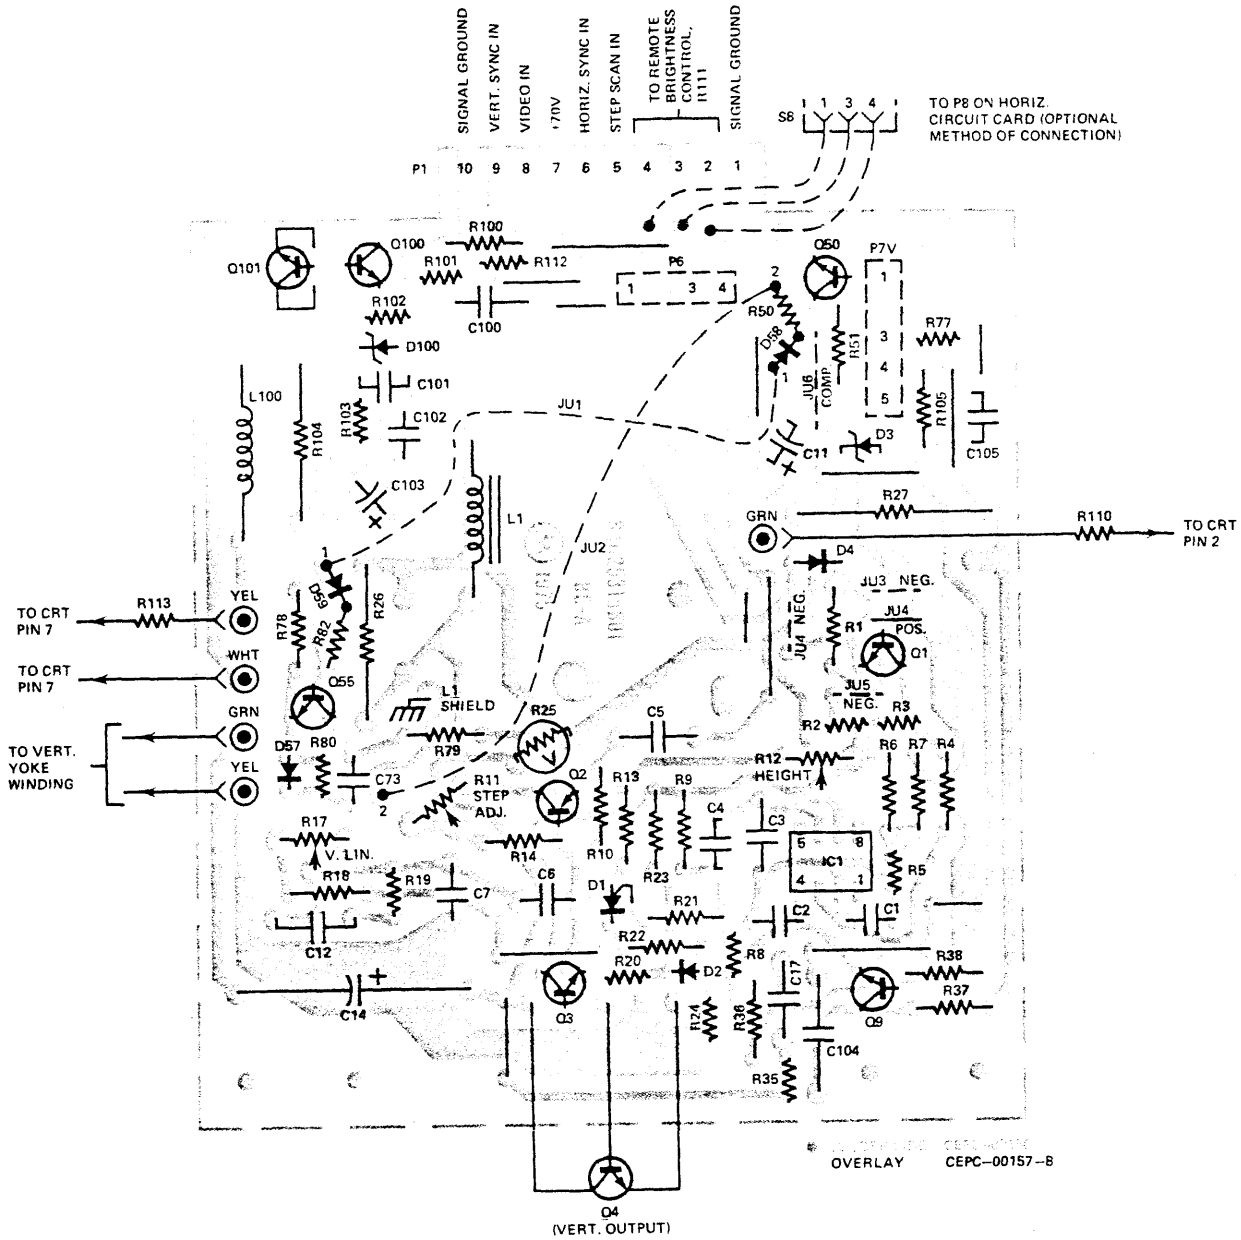 SIGNAL GROUND
VERT. SYNC IN
VIDEO IN
+70V
HORIZ. SYNC IN
STEP SCAN IN
TO REMOTE
BRIGHTNESS
CONTROL,
R111
SIGNAL GROUND
S8 1 3 4
TO P8 ON HORIZ.
CIRCUIT CARD (OPTIONAL
METHOD OF CONNECTION)
P1 10 9 8 7 6 5 4 3 2 1
Q101
Q100
R100
R101
R112
P6
1 3 4
2
Q50
P7V
1
R102
C100
R50
D58
1
R51
3
R77
D100
4
C101
JU6
COMP.
5
R105
L100
R104
R103
C102
JU1
C11
+
D3
C105
C103
L1
JU2
GRN
R27
R110
TO CRT
PIN 2
D4
1
D59
JU3 NEG.
JU4 NEG.
JU4
POS.
TO CRT
PIN 7
R113
YEL
R78
R82
R26
R1
Q1
TO CRT
PIN 7
WHT
Q55
L1
SHIELD
JU5
NEG.
GRN
R25
C5
R2
R3
TO VERT.
YOKE
WINDING
D57
R80
R79
R12
HEIGHT
R6
R7
R4
YEL
C73
2
R11
STEP
ADJ.
Q2
R13
R9
C4
C3
R17
V. LIN.
R14
R10
R23
5 8
IC1
4 1
R5
R18
R19
C7
C6
D1
R21
C2
C1
C12
R22
R8
C17
R20
D2
R38
C14
+
Q3
R24
R36
Q9
R37
C104
R35
OVERLAY CEPC-00157-B
Q4
(VERT. OUTPUT)